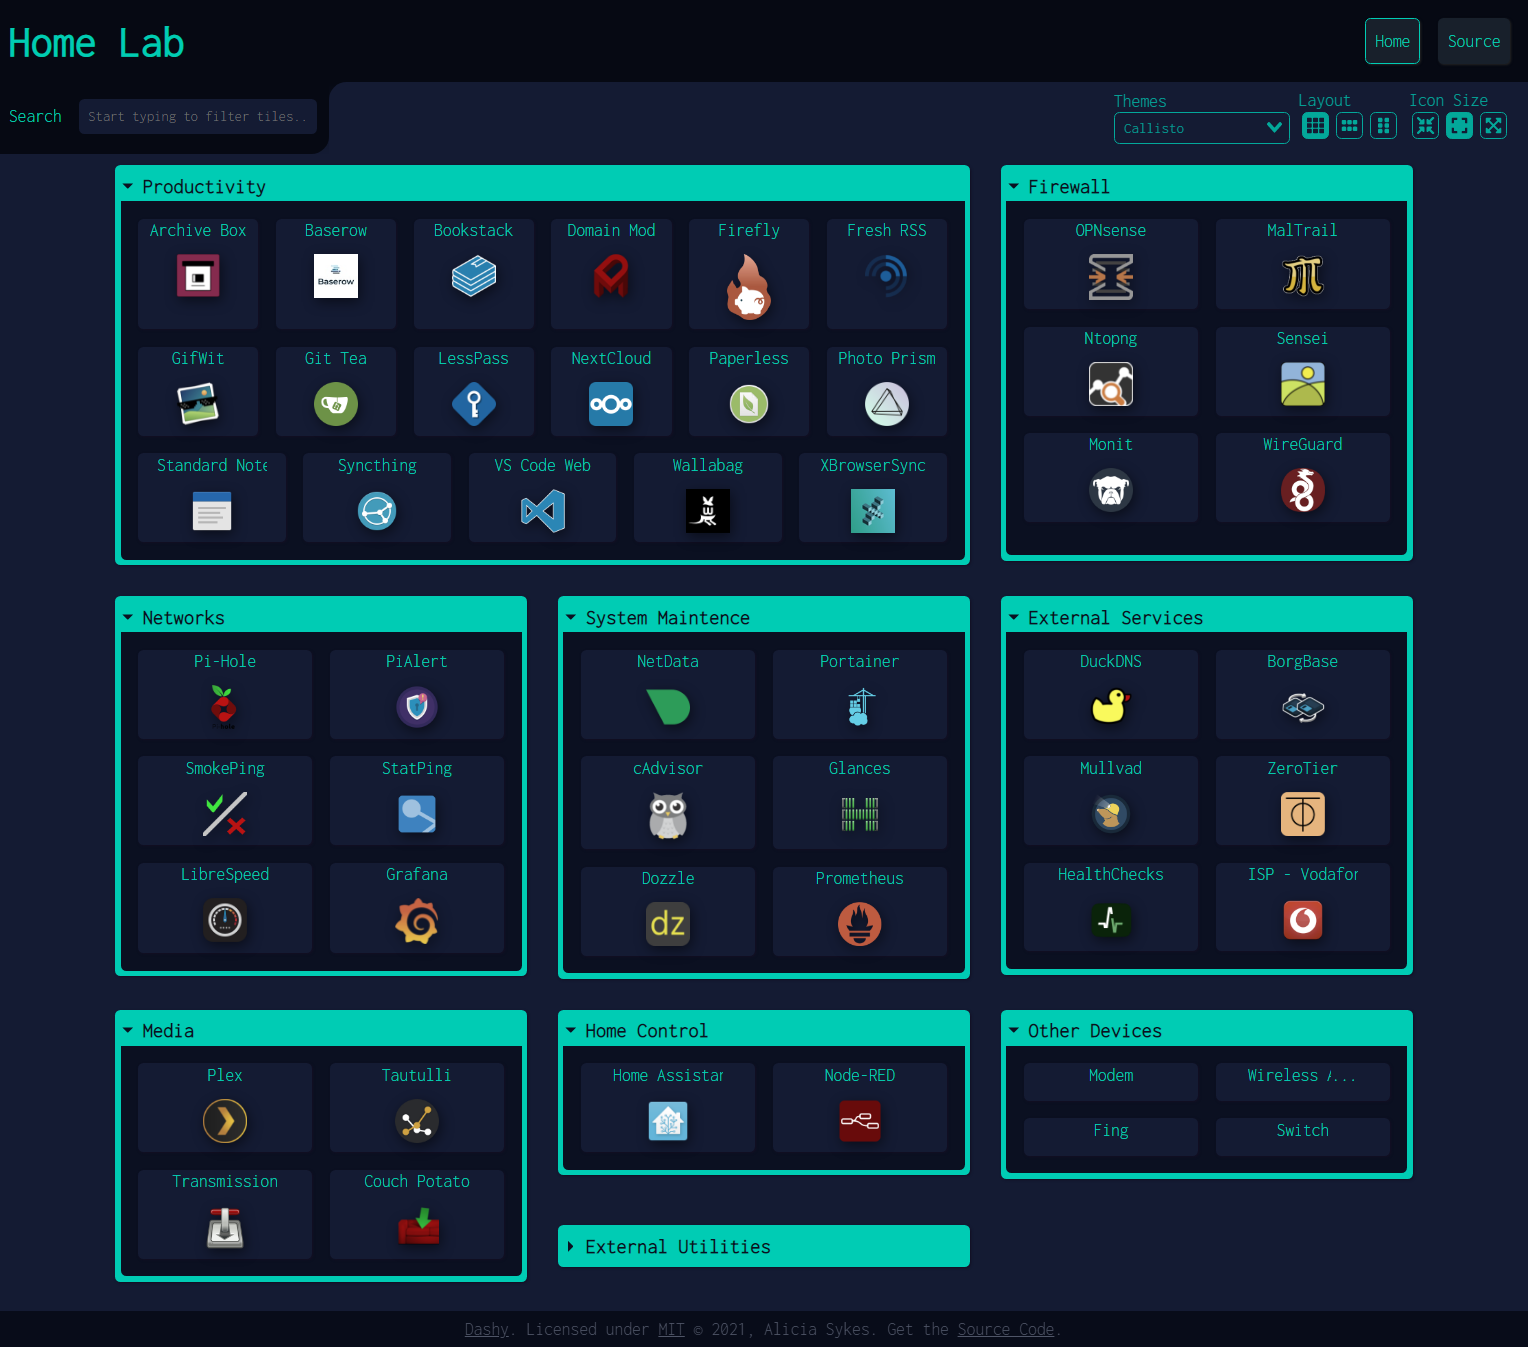 Home Lab
Home
Source
Search
Start typing to filter tiles..
Themes
Layout
Icon Size
Callisto
Productivity
Archive Box
Baserow
Bookstack
Domain Mod
Firefly
Fresh RSS
Baserow
GifWit
Git Tea
LessPass
NextCloud
Paperless
Photo Prism
Standard Note
Syncthing
VS Code Web
Wallabag
XBrowserSync
Firewall
OPNsense
MalTrail
Ntopng
Sensei
Monit
WireGuard
Networks
Pi-Hole
PiAlert
SmokePing
StatPing
LibreSpeed
Grafana
System Maintence
NetData
Portainer
cAdvisor
Glances
Dozzle
Prometheus
dz
External Services
DuckDNS
BorgBase
Mullvad
ZeroTier
HealthChecks
ISP - Vodafon
Media
Plex
Tautulli
Transmission
Couch Potato
Home Control
Home Assistan
Node-RED
Other Devices
Modem
Wireless A...
Fing
Switch
External Utilities
Dashy. Licensed under MIT © 2021, Alicia Sykes. Get the Source Code.